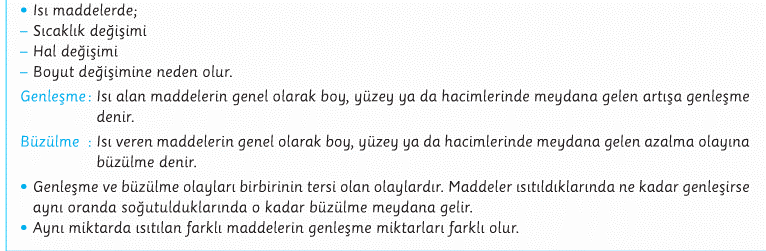 • Isı maddelerde;
– Sıcaklık değişimi
– Hal değişimi
– Boyut değişimine neden olur.
Genleşme: Isı alan maddelerin genel olarak boy, yüzey ya da hacimlerinde meydana gelen artışa genleşme
denir.
Büzülme : Isı veren maddelerin genel olarak boy, yüzey ya da hacimlerinde meydana gelen azalma olayına
büzülme denir.
• Genleşme ve büzülme olayları birbirinin tersi olan olaylardır. Maddeler ısıtıldıklarında ne kadar genleşirse
aynı oranda soğutulduklarında o kadar büzülme meydana gelir.
• Aynı miktarda ısıtılan farklı maddelerin genleşme miktarları farklı olur.